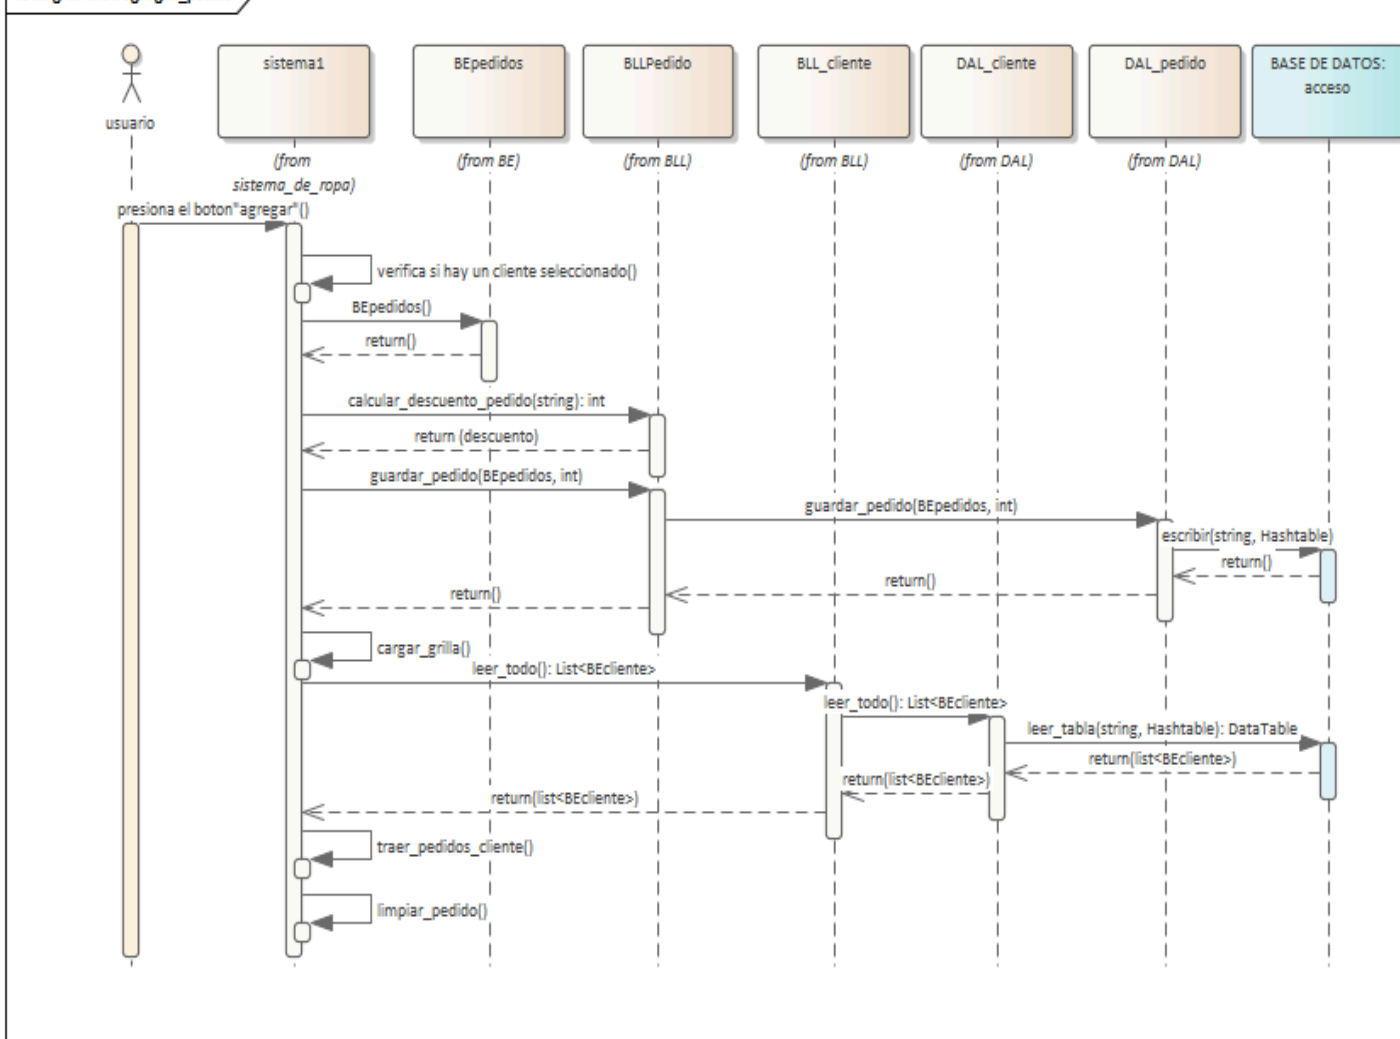 usuario
sistema1
(from
sistema_de_ropa)
BEpedidos
(from BE)
BLLPedido
(from BLL)
BLL_cliente
(from BLL)
DAL_cliente
(from DAL)
DAL_pedido
(from DAL)
BASE DE DATOS:
acceso
presiona el boton"agregar"()
verifica si hay un cliente seleccionado()
BEpedidos()
return()
calcular_descuento_pedido(string): int
return (descuento)
guardar_pedido(BEpedidos, int)
guardar_pedido(BEpedidos, int)
escribir(string, Hashtable)
return()
return()
return()
cargar_grilla()
leer_todo(): List<BEcliente>
leer_todo(): List<BEcliente>
leer_tabla(string, Hashtable): DataTable
return(list<BEcliente>)
return(list<BEcliente>)
return(list<BEcliente>)
traer_pedidos_cliente()
limpiar_pedido()